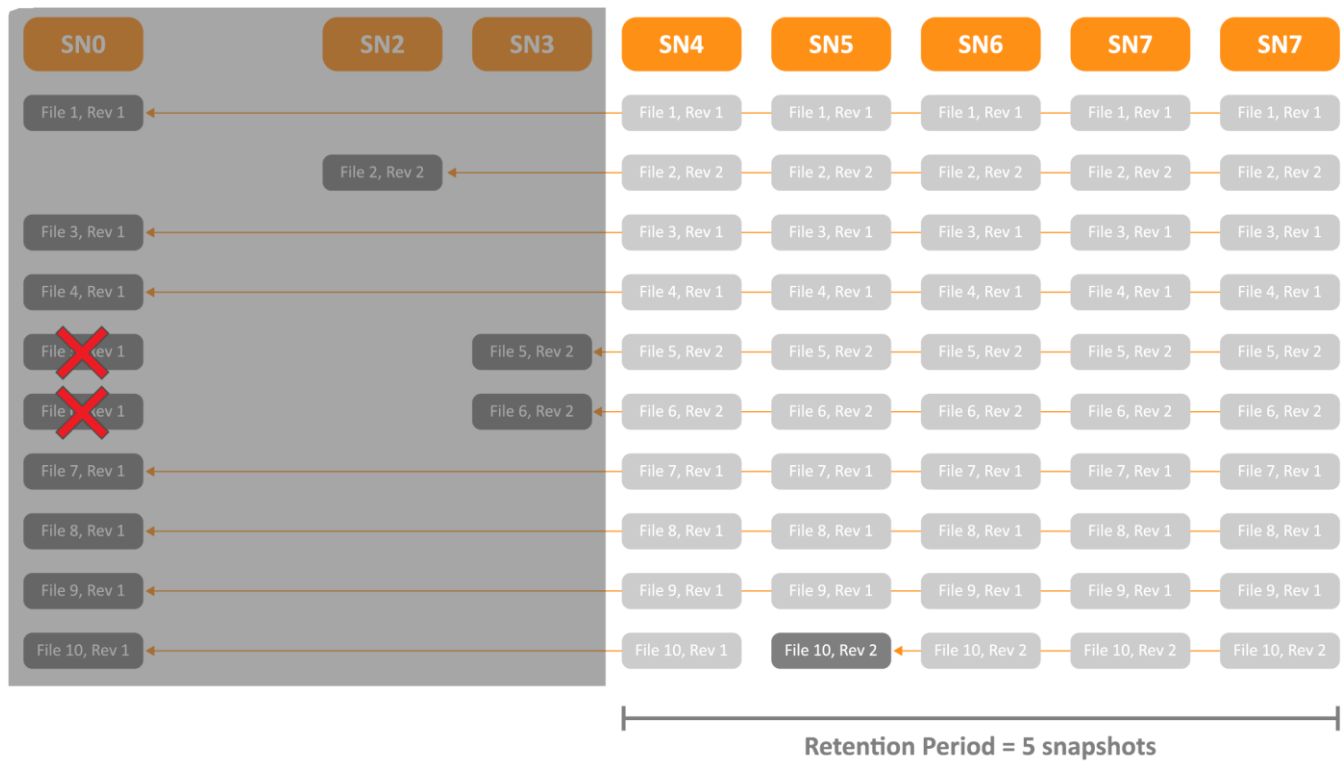 SN0 SN2 SN3 SN4 SN5 SN6 SN7 SN7
File 1, Rev 1 File 1, Rev 1 File 1, Rev 1 File 1, Rev 1 File 1, Rev 1 File 1, Rev 1
File 2, Rev 2 File 2, Rev 2 File 2, Rev 2 File 2, Rev 2 File 2, Rev 2 File 2, Rev 2
File 3, Rev 1 File 3, Rev 1 File 3, Rev 1 File 3, Rev 1 File 3, Rev 1 File 3, Rev 1
File 4, Rev 1 File 4, Rev 1 File 4, Rev 1 File 4, Rev 1 File 4, Rev 1 File 4, Rev 1
File Rev 1 File 5, Rev 2 File 5, Rev 2 File 5, Rev 2 File 5, Rev 2 File 5, Rev 2 File 5, Rev 2
File Rev 1 File 6, Rev 2 File 6, Rev 2 File 6, Rev 2 File 6, Rev 2 File 6, Rev 2 File 6, Rev 2
File 7, Rev 1 File 7, Rev 1 File 7, Rev 1 File 7, Rev 1 File 7, Rev 1 File 7, Rev 1
File 8, Rev 1 File 8, Rev 1 File 8, Rev 1 File 8, Rev 1 File 8, Rev 1 File 8, Rev 1
File 9, Rev 1 File 9, Rev 1 File 9, Rev 1 File 9, Rev 1 File 9, Rev 1 File 9, Rev 1
File 10, Rev 1 File 10, Rev 1 File 10, Rev 2 File 10, Rev 2 File 10, Rev 2 File 10, Rev 2
Retention Period = 5 snapshots